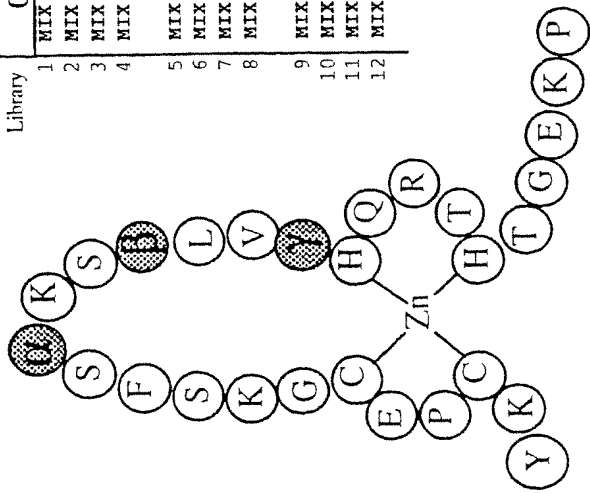 Library
1 MIX
2 MIX
3 MIX
4 MIX
5 MIX
6 MIX
7 MIX
8 MIX
9 MIX
10 MIX
11 MIX
12 MIX
Y K C P E C G K S F S α K S β L V γ H Q R T H T G E K P
Zn